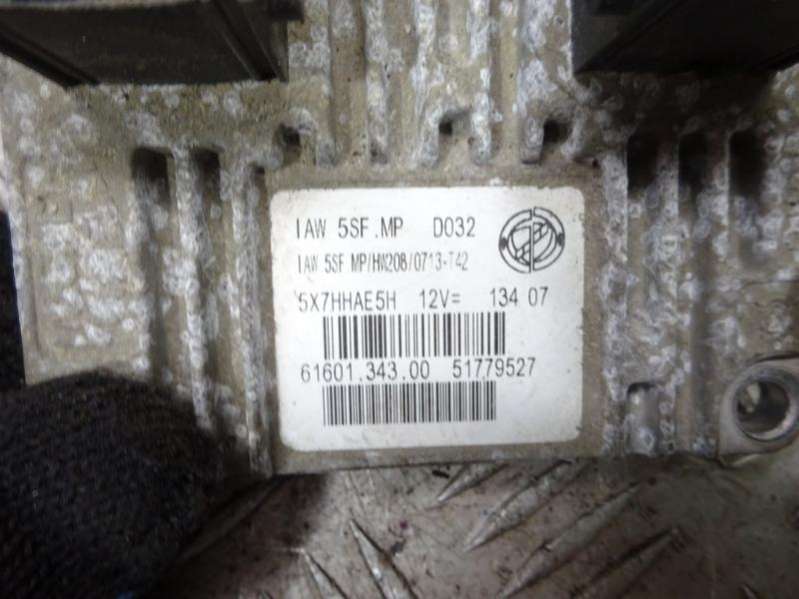 IAW 5SF.MP D032
IAW 5SF MP/HW208/0713-T42
5X7HHAE5H 12V= 134 07
61601.343.00 51779527